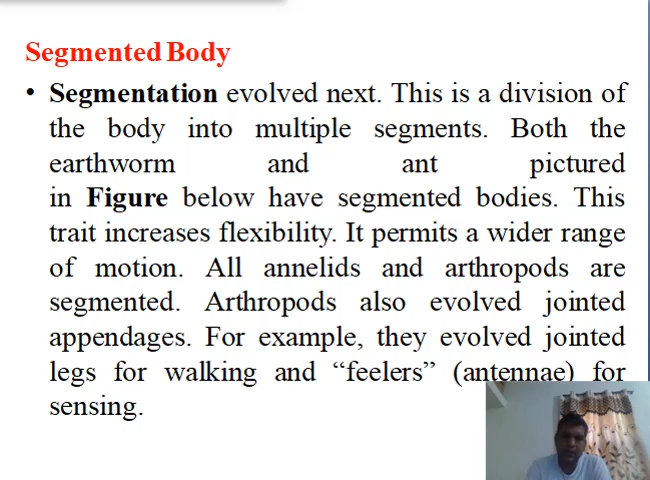 Segmented Body
• Segmentation evolved next. This is a division of
the body into multiple segments. Both the
earthworm and ant pictured
in Figure below have segmented bodies. This
trait increases flexibility. It permits a wider range
of motion. All annelids and arthropods are
segmented. Arthropods also evolved jointed
appendages. For example, they evolved jointed
legs for walking and “feelers” (antennae) for
sensing.